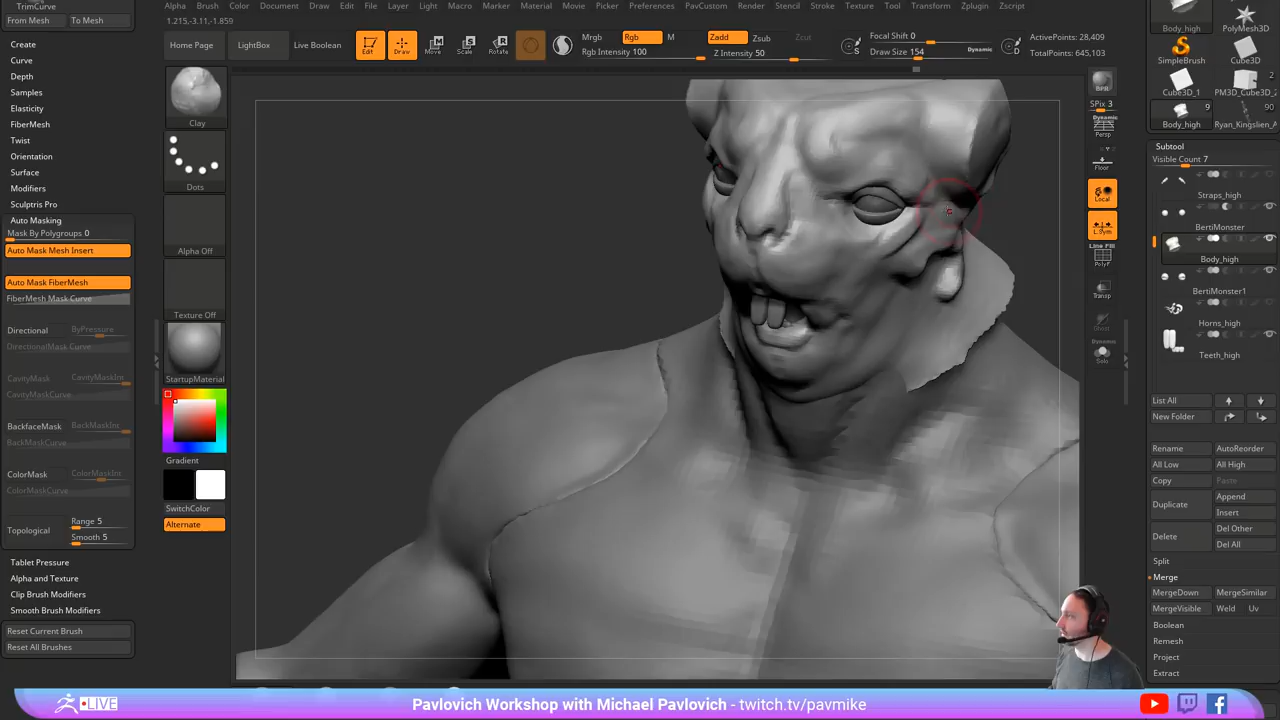 TrimCurve
From Mesh To Mesh
Create
Curve
Depth
Samples
Elasticity
FiberMesh
Twist
Orientation
Surface
Modifiers
Sculptris Pro
Auto Masking
Mask By Polygroups 0
Auto Mask Mesh Insert
Auto Mask FiberMesh
FiberMesh Mask Curve
Directional ByPressure
DirectionalMask Curve
CavityMask CavityMaskInt
CavityMaskCurve
BackfaceMask BackMaskInt
BackMaskCurve
ColorMask ColorMaskInt
ColorMaskCurve
Topological Range 5
Smooth 5
Tablet Pressure
Alpha and Texture
Clip Brush Modifiers
Smooth Brush Modifiers
Reset Current Brush
Reset All Brushes
Alpha Brush Color Document Draw Edit File Layer Light Macro Marker Material Movie Picker Preferences PavCustom Render Stencil Stroke Texture Tool Transform Zplugin Zscript
1.215,-3.11,-1.859
Home Page LightBox Live Boolean Edit Draw Move Scale Rotate
Mrgb Rgb M Zadd Zsub Zcut
Rgb Intensity 100 Z Intensity 50
S Focal Shift 0
Draw Size 154 Dynamic D
ActivePoints: 28,409
TotalPoints: 645,103
Clay
Dots
Alpha Off
Texture Off
StartupMaterial
Gradient
SwitchColor
Alternate
BPR
SPix 3
Dynamic
Persp
Floor
Local
L.Sym
Line Fill
PolyF
Transp
Ghost
Dynamic
Solo
Body_high PolyMesh3D
SimpleBrush Cube3D
2
Cube3D_1 PM3D_Cube3D_2
9 90
Body_high Ryan_Kingslien_A
Subtool
Visible Count 7
Straps_high
BertiMonster
Body_high
BertiMonster1
Horns_high
Teeth_high
List All
New Folder
Rename AutoReorder
All Low All High
Copy Paste
Duplicate Append
Insert
Delete Del Other
Del All
Split
Merge
MergeDown MergeSimilar
MergeVisible Weld Uv
Boolean
Remesh
Project
Extract
LIVE Pavlovich Workshop with Michael Pavlovich - twitch.tv/pavmike